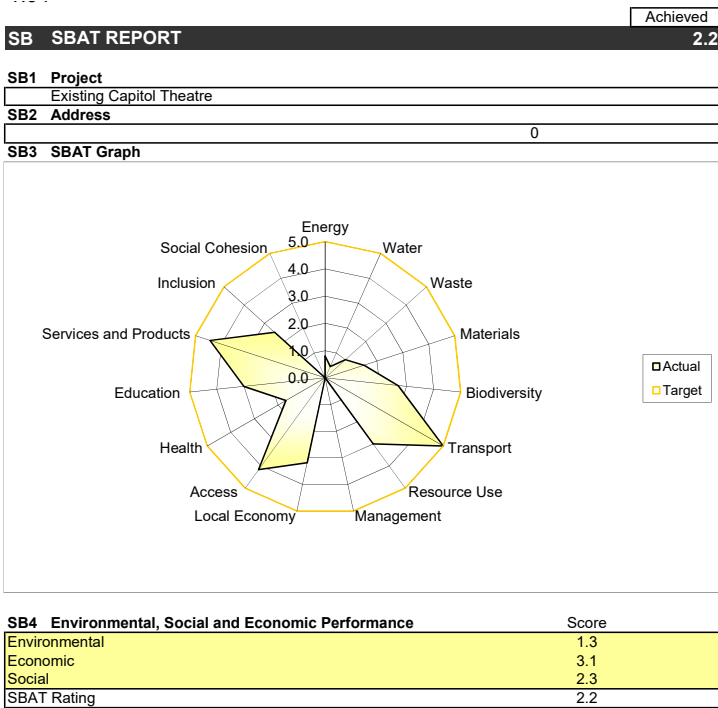 Achieved
SB SBAT REPORT 2.2
SB1 Project
Existing Capitol Theatre
SB2 Address
0
SB3 SBAT Graph
Energy
Social Cohesion 5.0 Water
4.0
Inclusion Waste
3.0
Services and Products 2.0 Materials
1.0
Actual
0.0
Target
Education Biodiversity
Health Transport
Access Resource Use
Local Economy Management
SB4 Environmental, Social and Economic Performance Score
Environmental 1.3
Economic 3.1
Social 2.3
SBAT Rating 2.2